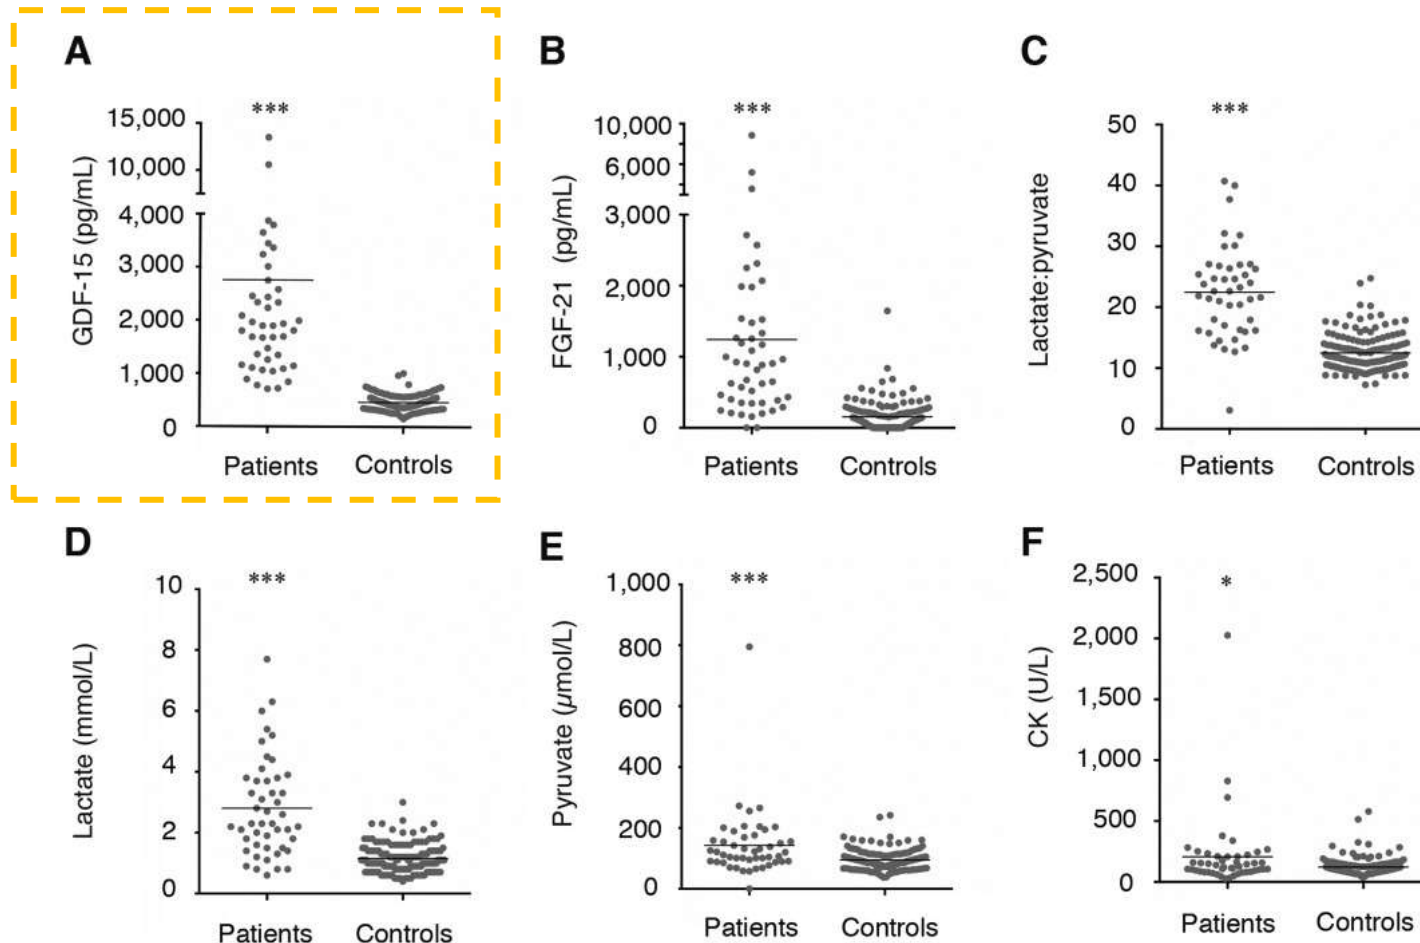 A
***
GDF-15 (pg/mL)
15,000
10,000
4,000
3,000
2,000
1,000
0
Patients Controls
B
***
FGF-21 (pg/mL)
10,000
6,000
3,000
2,000
1,000
0
Patients Controls
C
***
Lactate:pyruvate
50
40
30
20
10
0
Patients Controls
D
***
Lactate (mmol/L)
10
8
6
4
2
0
Patients Controls
E
***
Pyruvate (µmol/L)
1,000
800
600
400
200
0
Patients Controls
F
*
CK (U/L)
2,500
2,000
1,500
1,000
500
0
Patients Controls